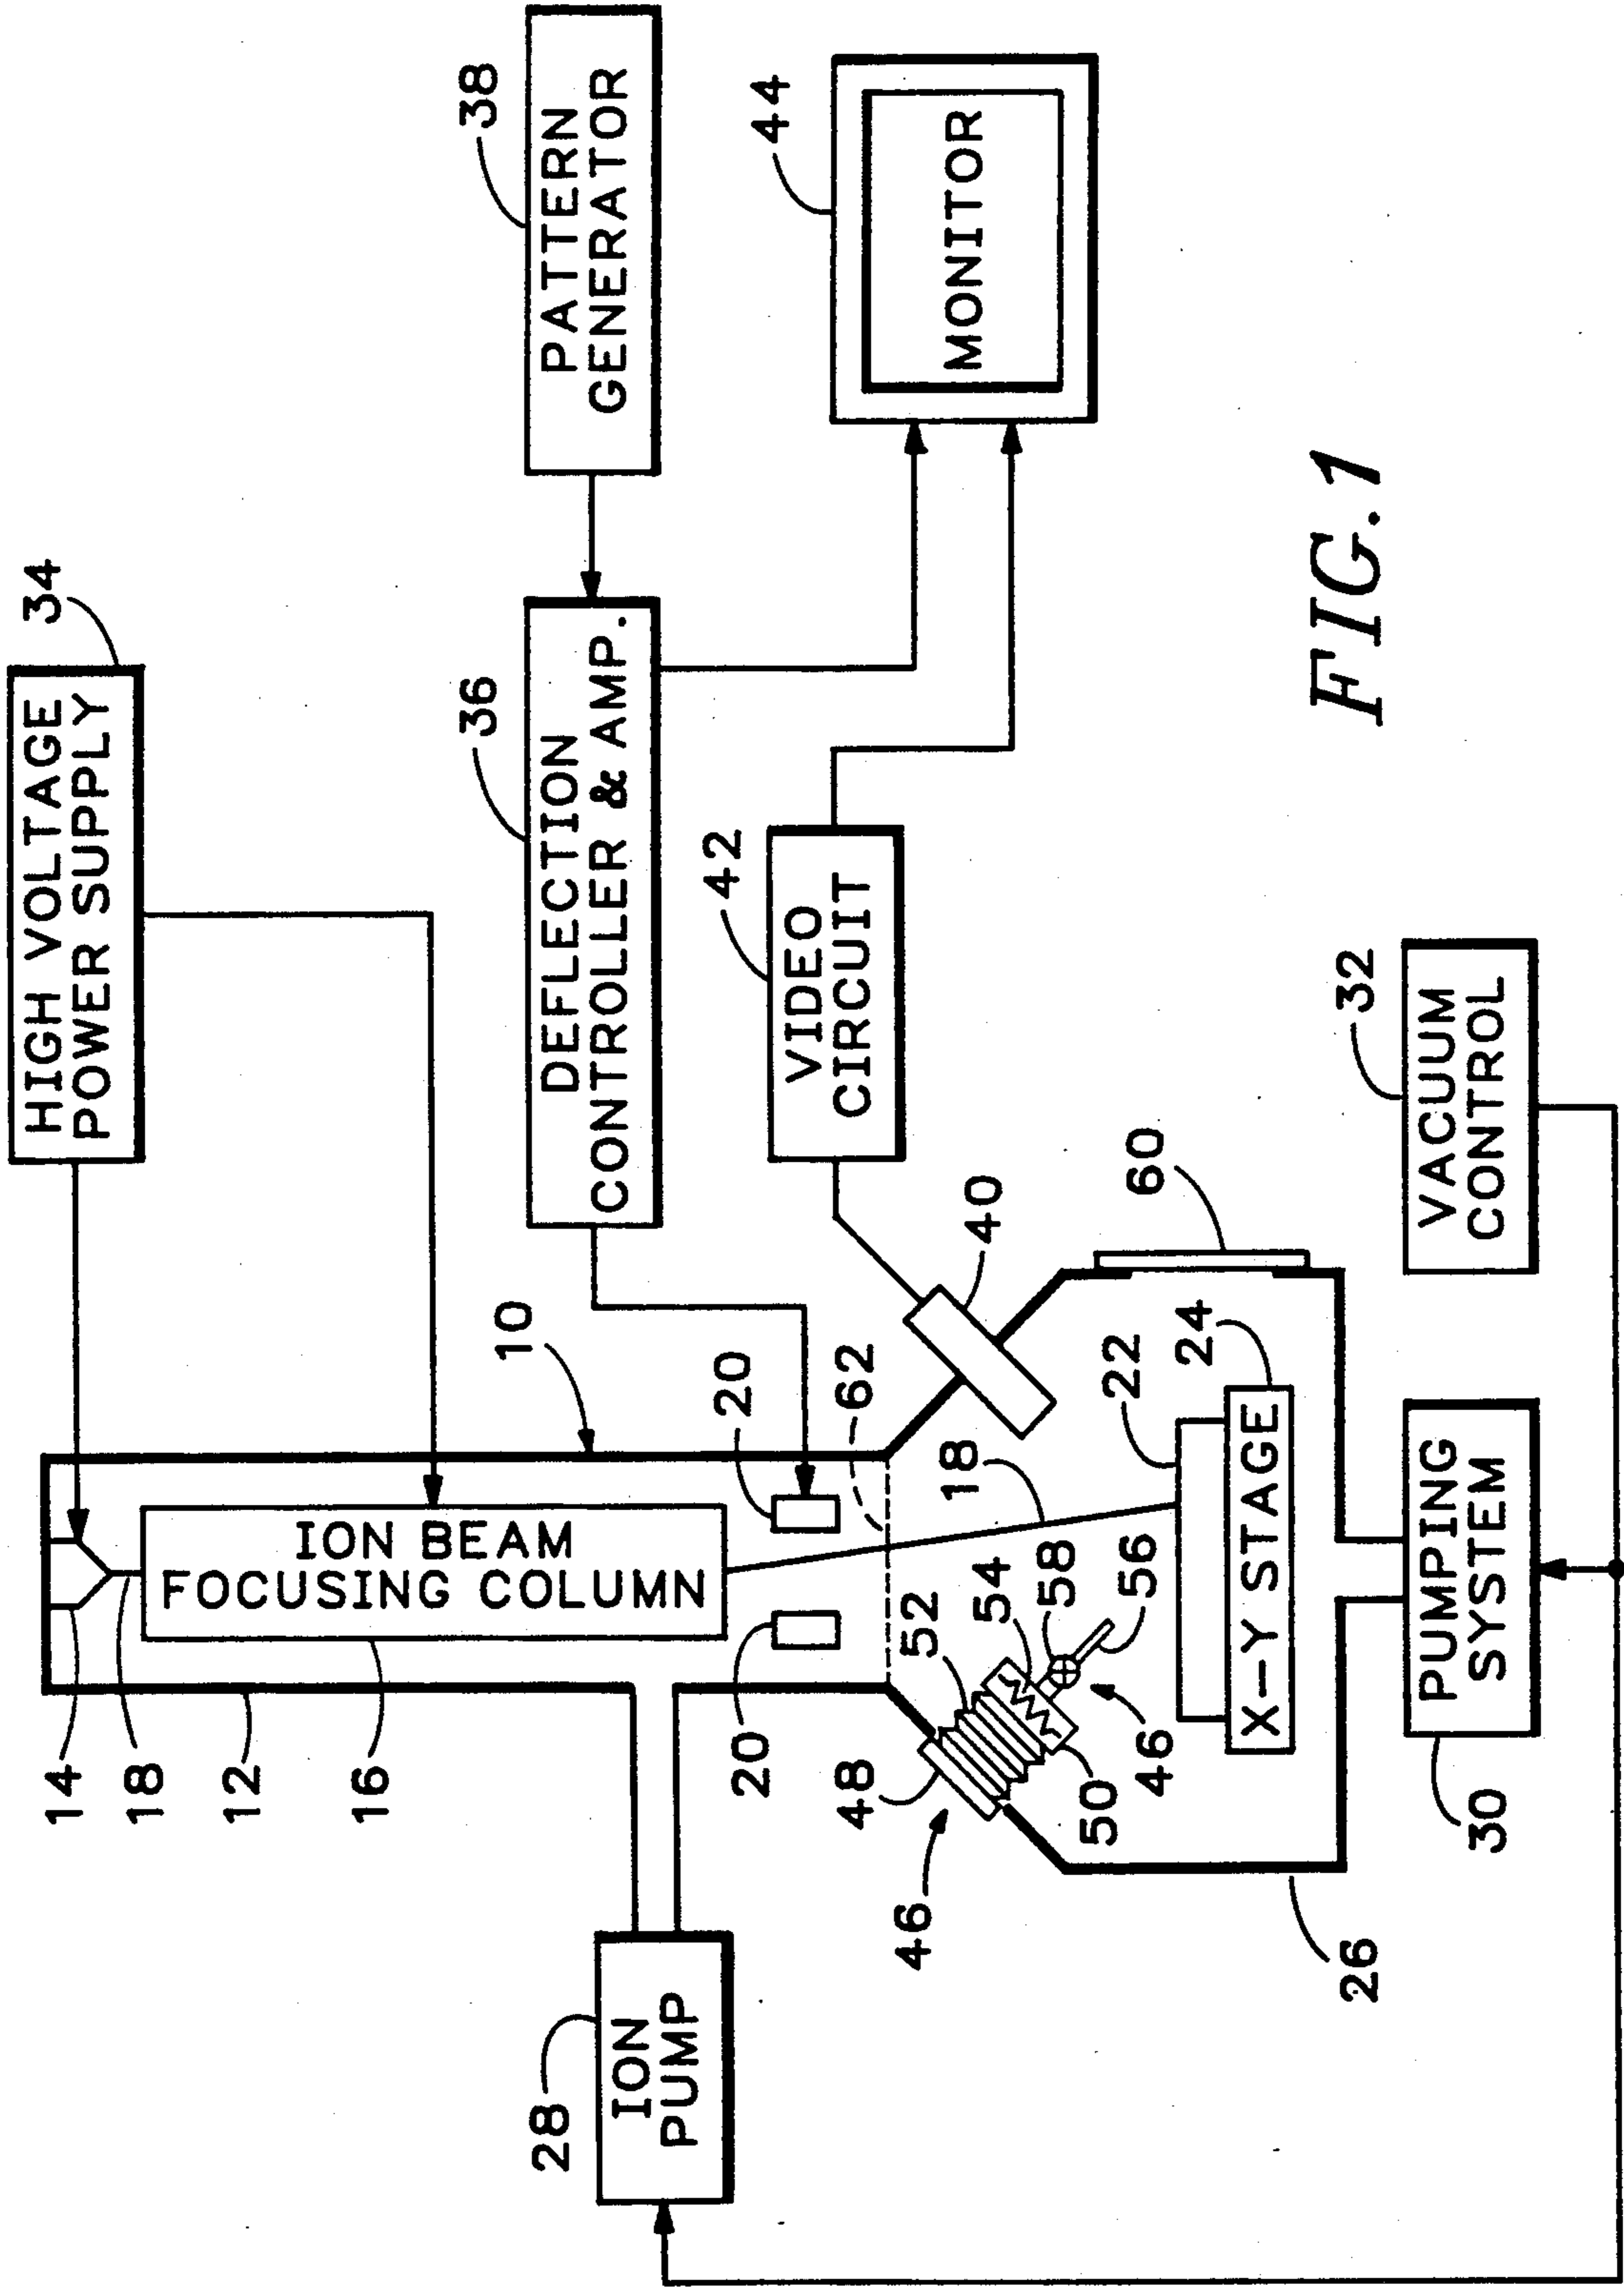 HIGH VOLTAGE
POWER SUPPLY
34
14
18
12
16
ION BEAM
FOCUSING COLUMN
10
20
20
DEFLECTION
CONTROLLER & AMP.
36
PATTERN
GENERATOR
38
28
ION
PUMP
62
40
VIDEO
CIRCUIT
42
MONITOR
44
46
48
52
54
58
56
50
46
18
22
24
X-Y STAGE
60
26
30
PUMPING
SYSTEM
VACUUM
CONTROL
32
FIG.1